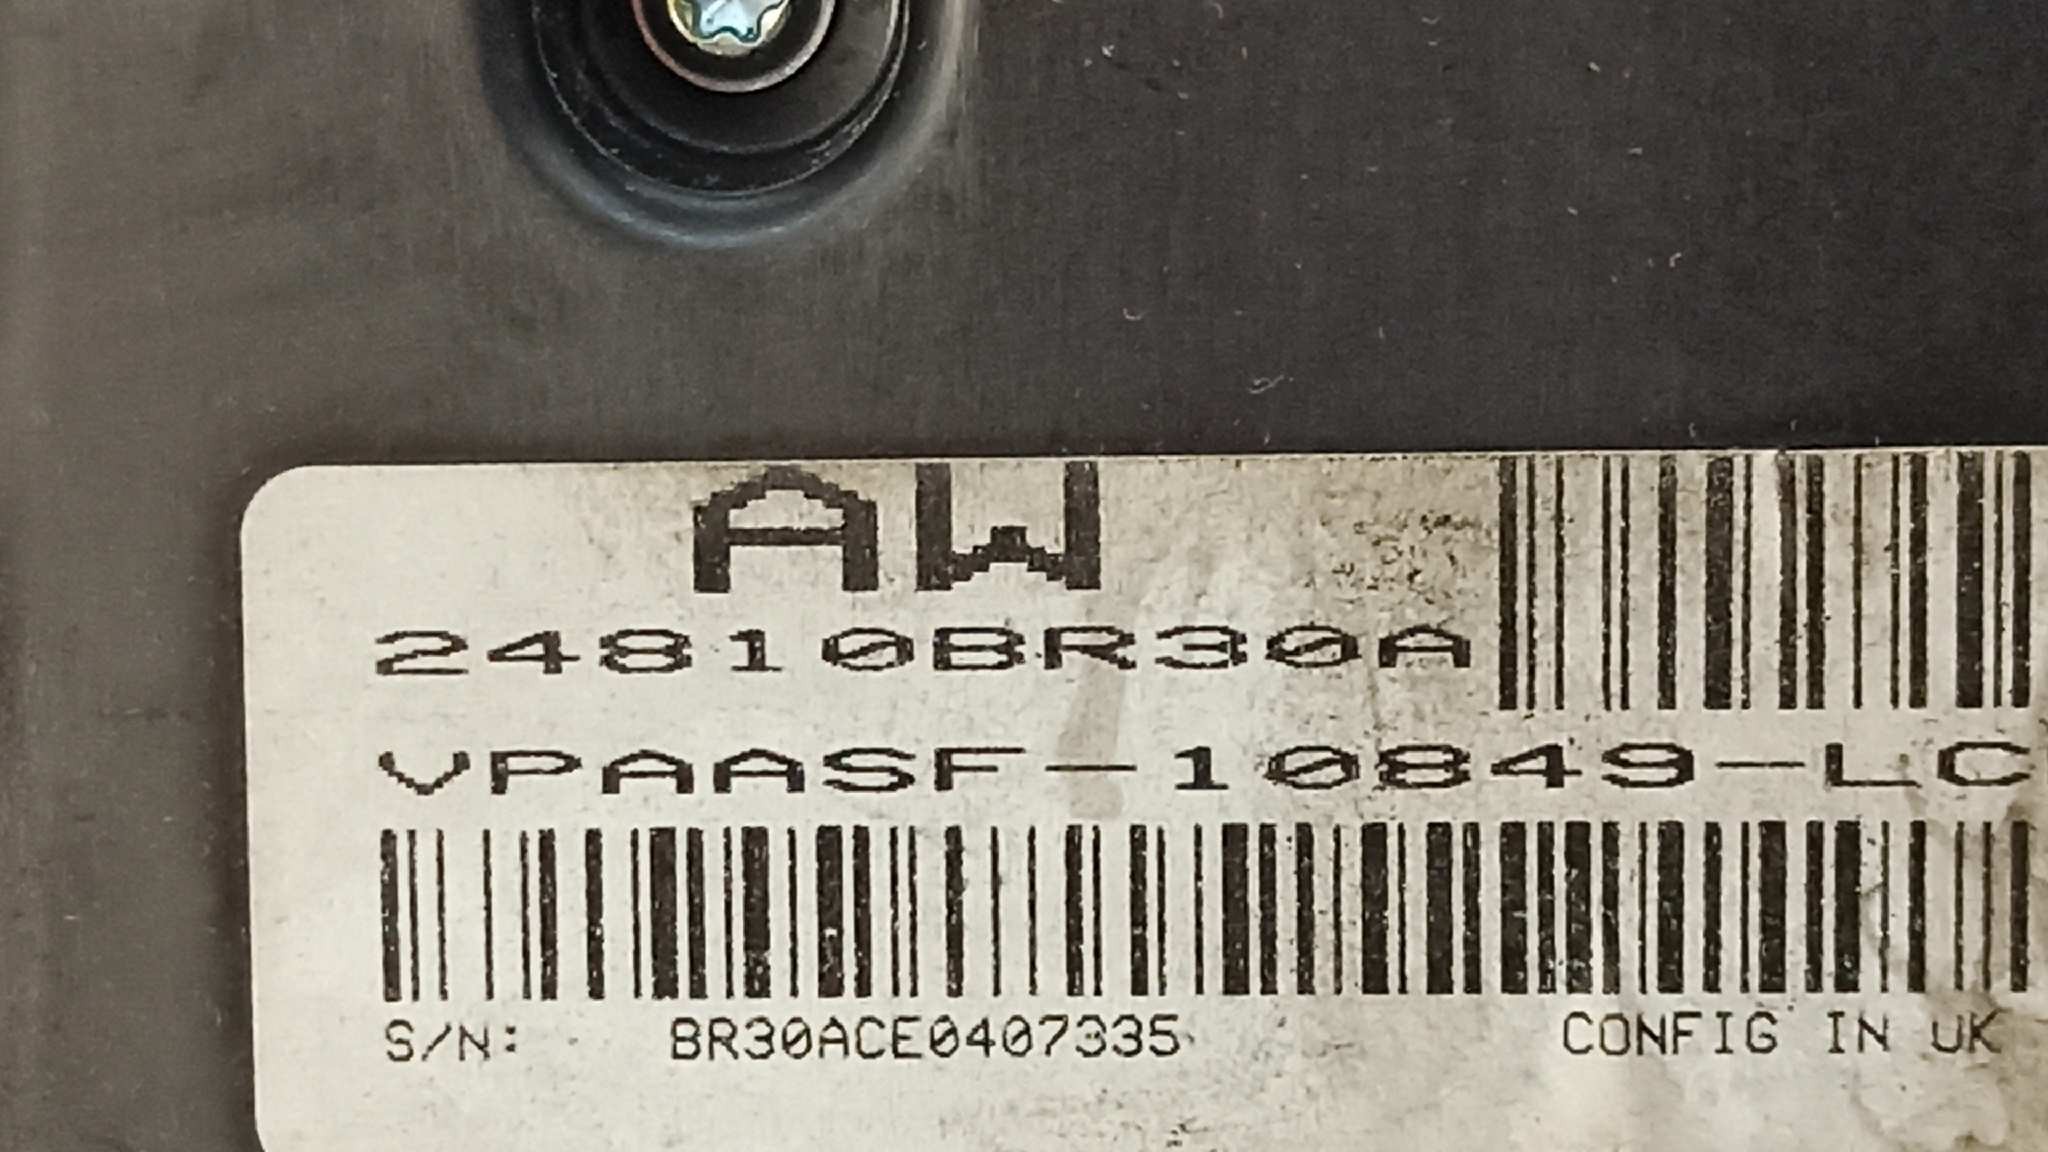 AW
24810BR30A
VPAASF-10849-LC
S/N: BR30ACE0407335 CONFIG IN UK